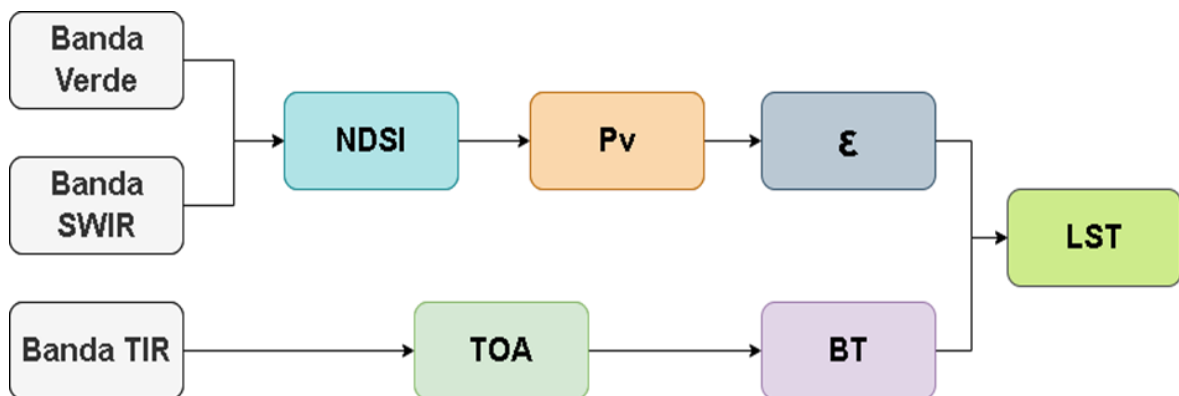 Banda
Verde
Banda
SWIR
NDSI
Pv
ε
LST
Banda TIR
TOA
BT